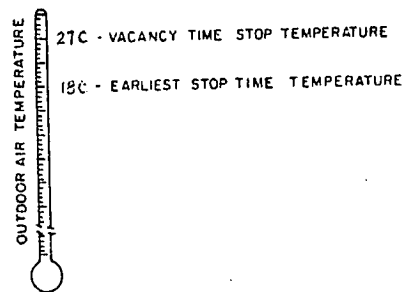 27C - VACANCY TIME STOP TEMPERATURE
18C - EARLIEST STOP TIME TEMPERATURE
OUTDOOR AIR TEMPERATURE